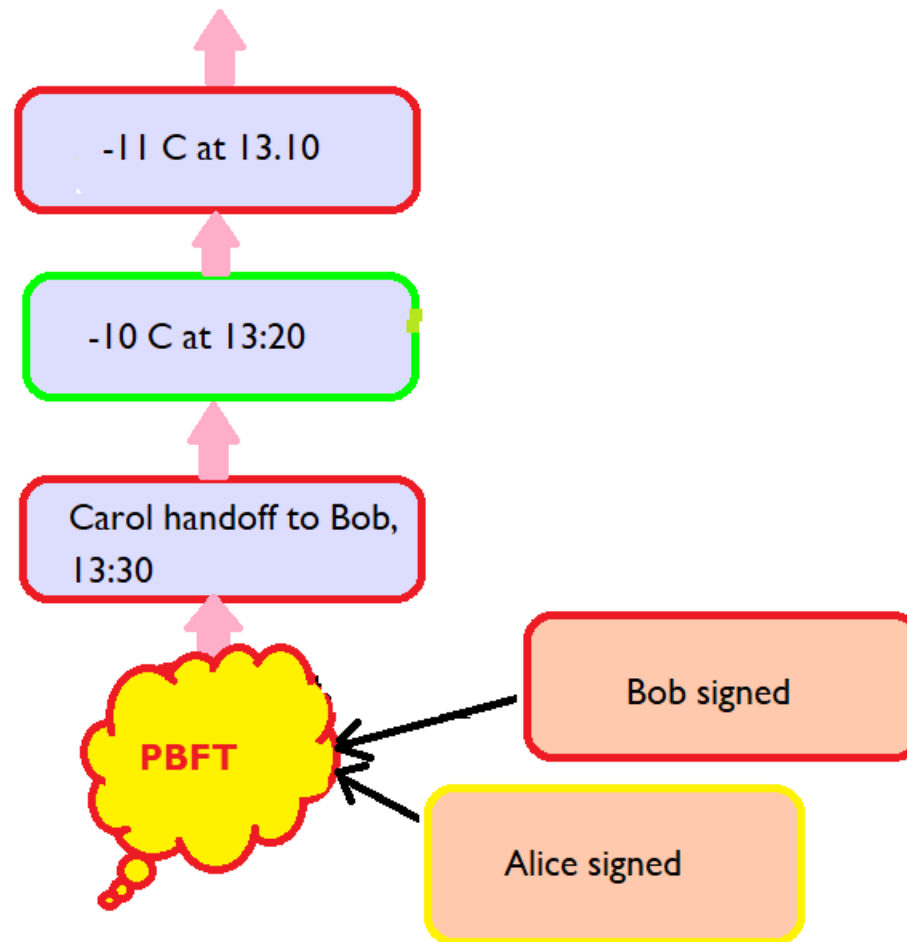 -11 C at 13.10
-10 C at 13:20
Carol handoff to Bob,
13:30
PBFT
Bob signed
Alice signed